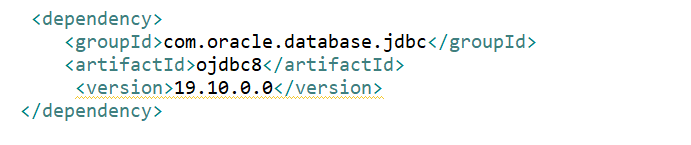 <dependency>
<groupId>com.oracle.database.jdbc</groupId>
<artifactId>ojdbc8</artifactId>
<version>19.10.0.0</version>
</dependency>